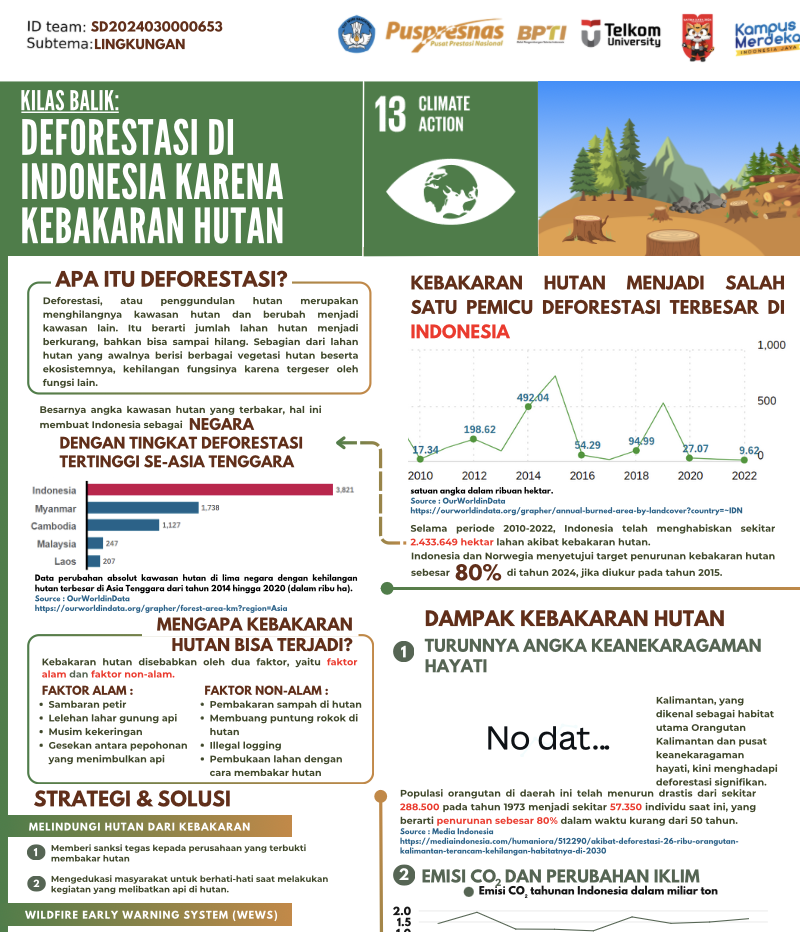 ID team: SD2024030000653
Subtema:LINGKUNGAN
Puspresnas
Pusat Prestasi Nasional
BPTI
Telkom
University
Kampus
Merdeka
INDONESIA JAYA
KILAS BALIK:
DEFORESTASI DI
INDONESIA KARENA
KEBAKARAN HUTAN
13 CLIMATE
ACTION
APA ITU DEFORESTASI?
Deforestasi, atau penggundulan hutan merupakan
menghilangnya kawasan hutan dan berubah menjadi
kawasan lain. Itu berarti jumlah lahan hutan menjadi
berkurang, bahkan bisa sampai hilang. Sebagian dari lahan
hutan yang awalnya berisi berbagai vegetasi hutan beserta
ekosistemnya, kehilangan fungsinya karena tergeser oleh
fungsi lain.
Besarnya angka kawasan hutan yang terbakar, hal ini
membuat Indonesia sebagai NEGARA
DENGAN TINGKAT DEFORESTASI
TERTINGGI SE-ASIA TENGGARA
Indonesia 3,821
Myanmar 1,738
Cambodia 1,127
Malaysia 247
Laos 207
Data perubahan absolut kawasan hutan di lima negara dengan kehilangan
hutan terbesar di Asia Tenggara dari tahun 2014 hingga 2020 (dalam ribu ha).
Source : OurWorldinData
https://ourworldindata.org/grapher/forest-area-km?region=Asia
MENGAPA KEBAKARAN
HUTAN BISA TERJADI?
Kebakaran hutan disebabkan oleh dua faktor, yaitu faktor
alam dan faktor non-alam.
FAKTOR ALAM :
• Sambaran petir
• Lelehan lahar gunung api
• Musim kekeringan
• Gesekan antara pepohonan
yang menimbulkan api
FAKTOR NON-ALAM :
• Pembakaran sampah di hutan
• Membuang puntung rokok di
hutan
• Illegal logging
• Pembukaan lahan dengan
cara membakar hutan
STRATEGI & SOLUSI
MELINDUNGI HUTAN DARI KEBAKARAN
1 Memberi sanksi tegas kepada perusahaan yang terbukti
membakar hutan
2 Mengedukasi masyarakat untuk berhati-hati saat melakukan
kegiatan yang melibatkan api di hutan.
WILDFIRE EARLY WARNING SYSTEM (WEWS)
KEBAKARAN HUTAN MENJADI SALAH
SATU PEMICU DEFORESTASI TERBESAR DI
INDONESIA
1,000
500
0
17.34 198.62 492.04 54.29 94.99 27.07 9.62
2010 2012 2014 2016 2018 2020 2022
satuan angka dalam ribuan hektar.
Source : OurWorldinData
https://ourworldindata.org/grapher/annual-burned-area-by-landcover?country=~IDN
Selama periode 2010-2022, Indonesia telah menghabiskan sekitar
2.433.649 hektar lahan akibat kebakaran hutan.
Indonesia dan Norwegia menyetujui target penurunan kebakaran hutan
sebesar 80% di tahun 2024, jika diukur pada tahun 2015.
DAMPAK KEBAKARAN HUTAN
1 TURUNNYA ANGKA KEANEKARAGAMAN
HAYATI
No dat...
Kalimantan, yang
dikenal sebagai habitat
utama Orangutan
Kalimantan dan pusat
keanekaragaman
hayati, kini menghadapi
deforestasi signifikan.
Populasi orangutan di daerah ini telah menurun drastis dari sekitar
288.500 pada tahun 1973 menjadi sekitar 57.350 individu saat ini, yang
berarti penurunan sebesar 80% dalam waktu kurang dari 50 tahun.
Source : Media Indonesia
https://mediaindonesia.com/humaniora/512290/akibat-deforestasi-26-ribu-orangutan-
kalimantan-terancam-kehilangan-habitatnya-di-2030
2 EMISI CO₂ DAN PERUBAHAN IKLIM
Emisi CO₂ tahunan Indonesia dalam miliar ton
2.0
1.5
1.0